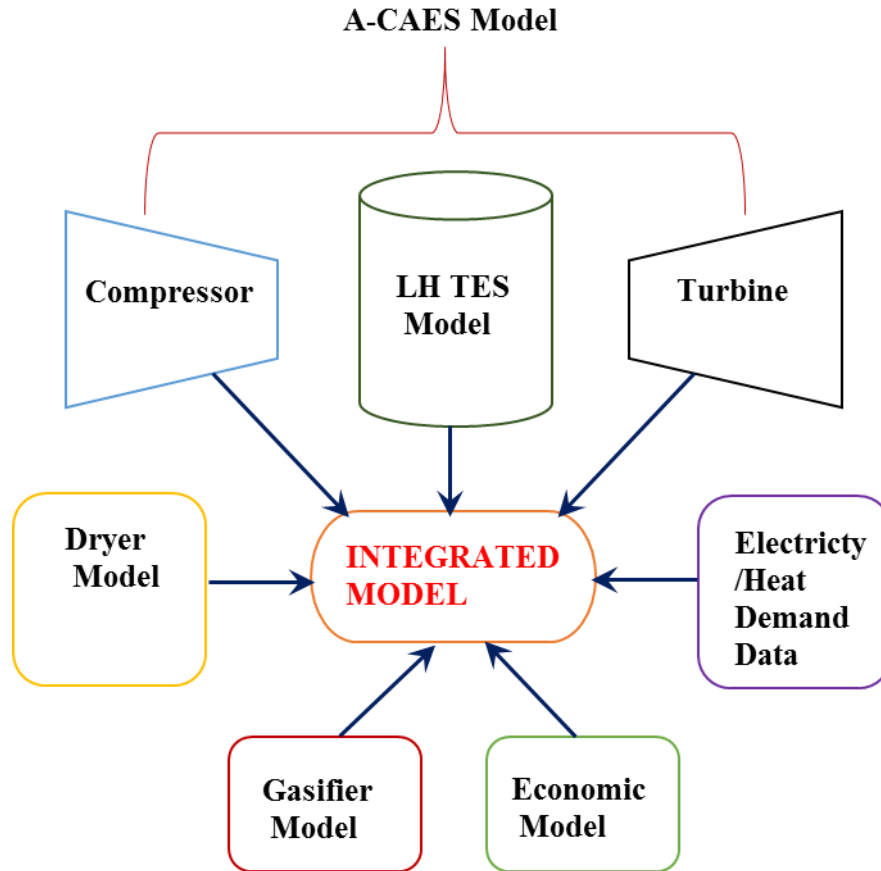 A-CAES Model
Compressor
LH TES
Model
Turbine
Dryer
Model
INTEGRATED
MODEL
Electricty
/Heat
Demand
Data
Gasifier
Model
Economic
Model